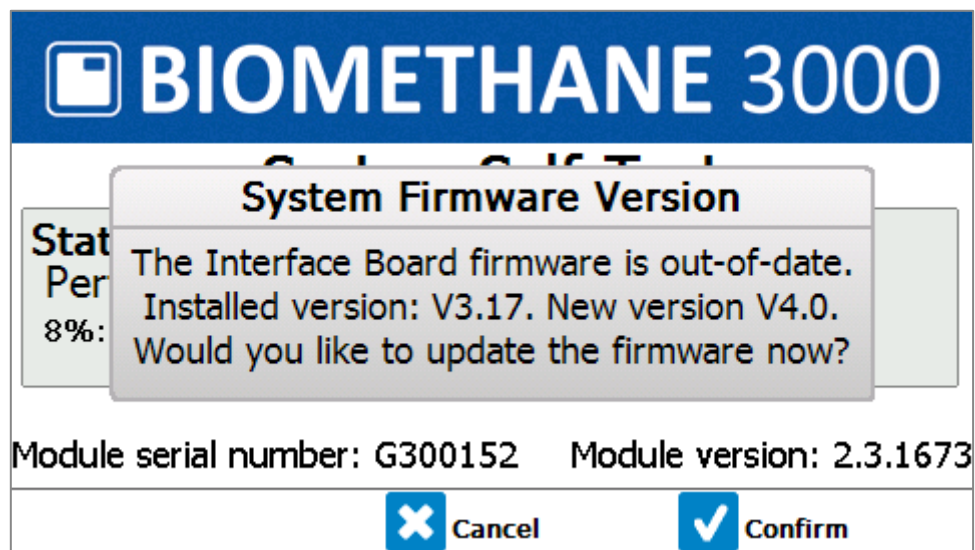 BIOMETHANE 3000
System Firmware Version
Stat
Per
8%:
The Interface Board firmware is out-of-date.
Installed version: V3.17. New version V4.0.
Would you like to update the firmware now?
Module serial number: G300152 Module version: 2.3.1673
Cancel Confirm